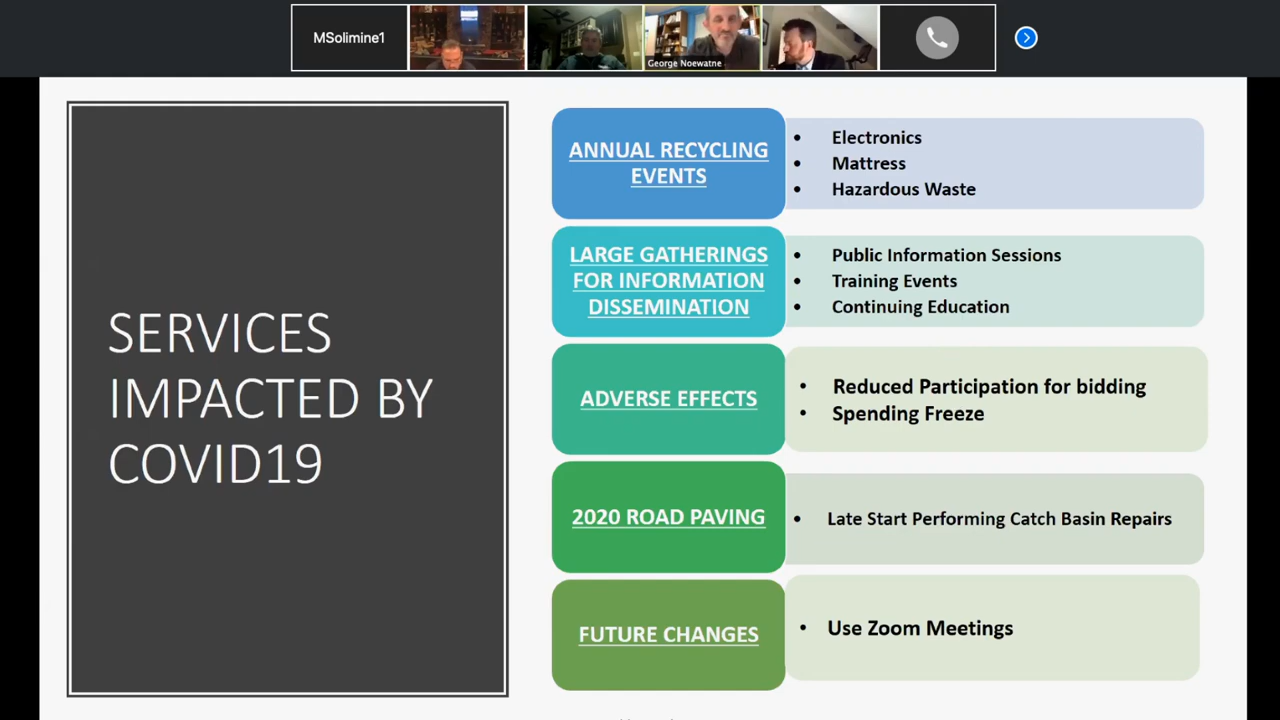 MSolimine1
George Noewatne
SERVICES
IMPACTED BY
COVID19
ANNUAL RECYCLING
EVENTS
• Electronics
• Mattress
• Hazardous Waste
LARGE GATHERINGS
FOR INFORMATION
DISSEMINATION
• Public Information Sessions
• Training Events
• Continuing Education
ADVERSE EFFECTS
• Reduced Participation for bidding
• Spending Freeze
2020 ROAD PAVING
• Late Start Performing Catch Basin Repairs
FUTURE CHANGES
• Use Zoom Meetings